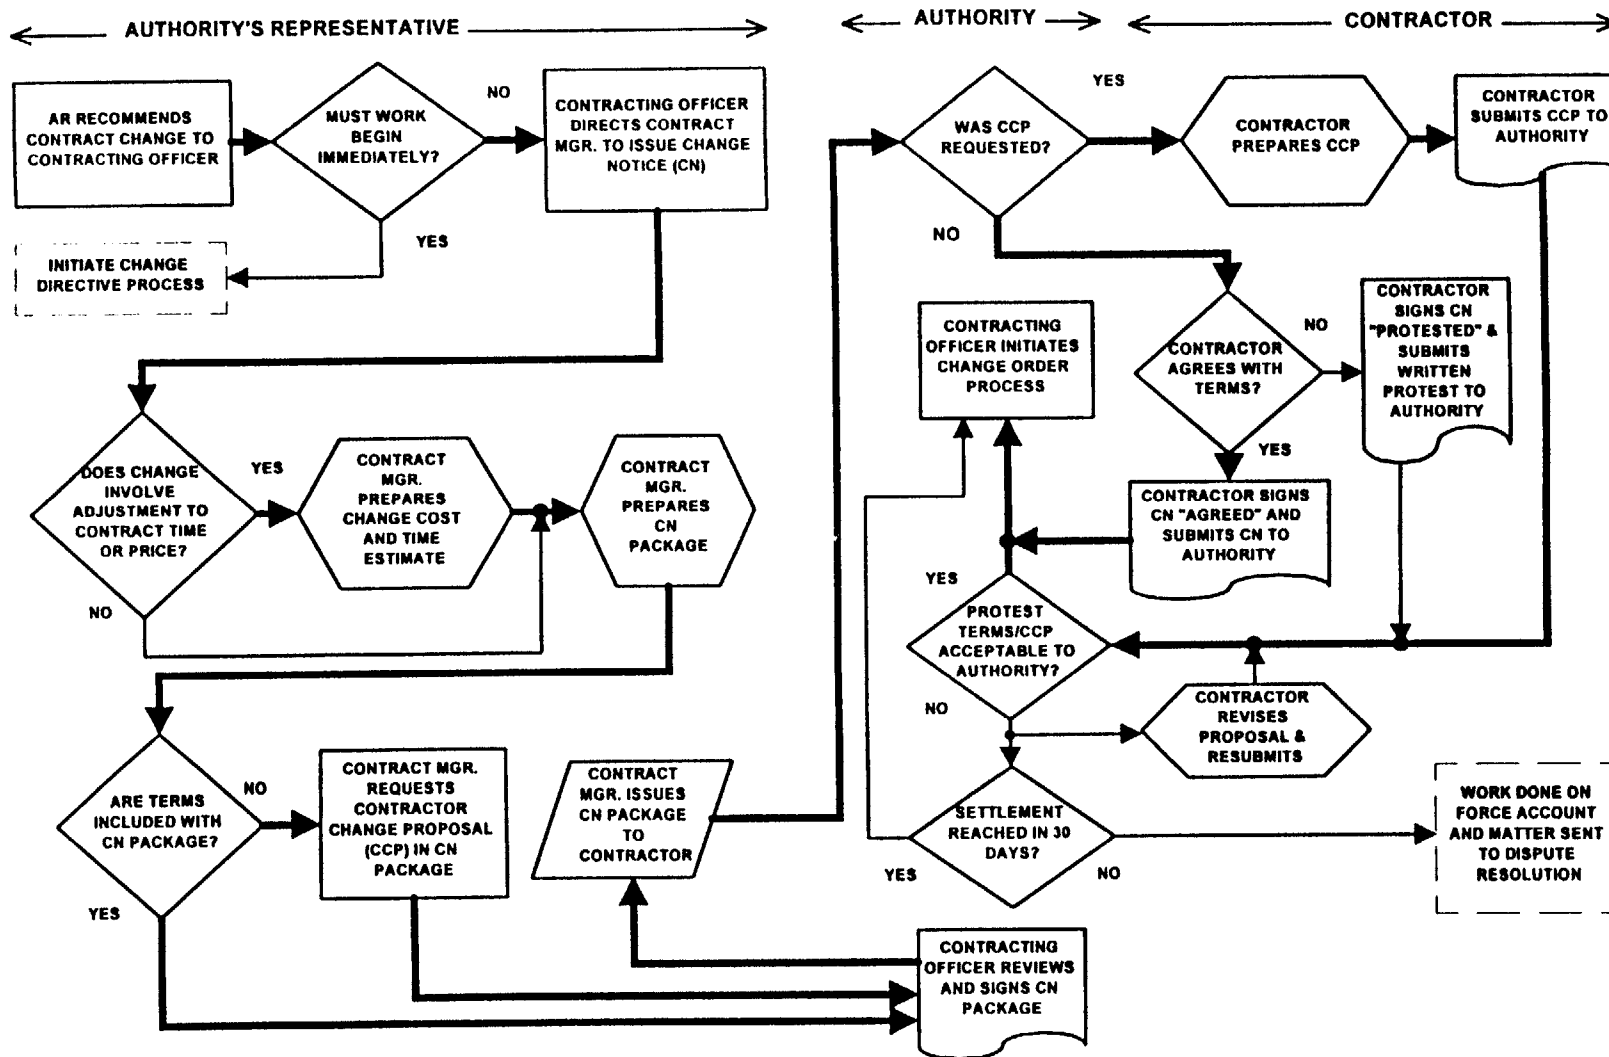 AUTHORITY'S REPRESENTATIVE
AUTHORITY
CONTRACTOR
AR RECOMMENDS
CONTRACT CHANGE TO
CONTRACTING OFFICER
MUST WORK
BEGIN
IMMEDIATELY?
NO
YES
CONTRACTING OFFICER
DIRECTS CONTRACT
MGR. TO ISSUE CHANGE
NOTICE (CN)
INITIATE CHANGE
DIRECTIVE PROCESS
DOES CHANGE
INVOLVE
ADJUSTMENT TO
CONTRACT TIME
OR PRICE?
YES
NO
CONTRACT
MGR.
PREPARES
CHANGE COST
AND TIME
ESTIMATE
CONTRACT
MGR.
PREPARES
CN
PACKAGE
ARE TERMS
INCLUDED WITH
CN PACKAGE?
NO
YES
CONTRACT MGR.
REQUESTS
CONTRACTOR
CHANGE PROPOSAL
(CCP) IN CN
PACKAGE
CONTRACT
MGR. ISSUES
CN PACKAGE
TO
CONTRACTOR
CONTRACTING
OFFICER REVIEWS
AND SIGNS CN
PACKAGE
WAS CCP
REQUESTED?
YES
NO
CONTRACTOR
PREPARES CCP
CONTRACTOR
SUBMITS CCP TO
AUTHORITY
CONTRACTING
OFFICER INITIATES
CHANGE ORDER
PROCESS
CONTRACTOR
AGREES WITH
TERMS?
NO
YES
CONTRACTOR
SIGNS CN
"PROTESTED" &
SUBMITS
WRITTEN
PROTEST TO
AUTHORITY
CONTRACTOR SIGNS
CN "AGREED" AND
SUBMITS CN TO
AUTHORITY
YES
PROTEST
TERMS/CCP
ACCEPTABLE TO
AUTHORITY?
NO
CONTRACTOR
REVISES
PROPOSAL &
RESUBMITS
SETTLEMENT
REACHED IN 30
DAYS?
YES
NO
WORK DONE ON
FORCE ACCOUNT
AND MATTER SENT
TO DISPUTE
RESOLUTION